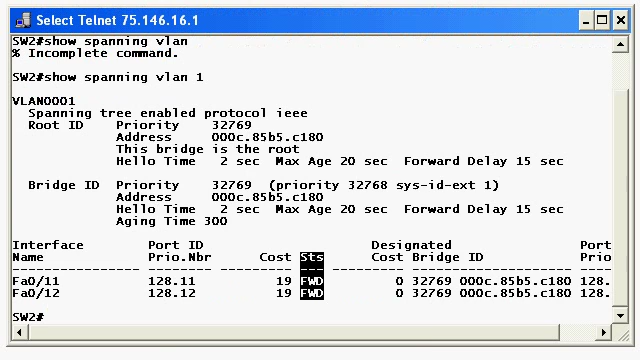 Select Telnet 75.146.16.1
SW2#show spanning vlan
% Incomplete command.
SW2#show spanning vlan 1
VLAN0001
Spanning tree enabled protocol ieee
Root ID Priority 32769
Address 000c.85b5.c180
This bridge is the root
Hello Time 2 sec Max Age 20 sec Forward Delay 15 sec
Bridge ID Priority 32769 (priority 32768 sys-id-ext 1)
Address 000c.85b5.c180
Hello Time 2 sec Max Age 20 sec Forward Delay 15 sec
Aging Time 300
Interface Port ID Designated Port
Name Prio.Nbr Cost Sts Cost Bridge ID Prio
---------------- -------- --------- --- --------- -------------------- ----
Fa0/11 128.11 19 FWD 0 32769 000c.85b5.c180 128.
Fa0/12 128.12 19 FWD 0 32769 000c.85b5.c180 128.
SW2#